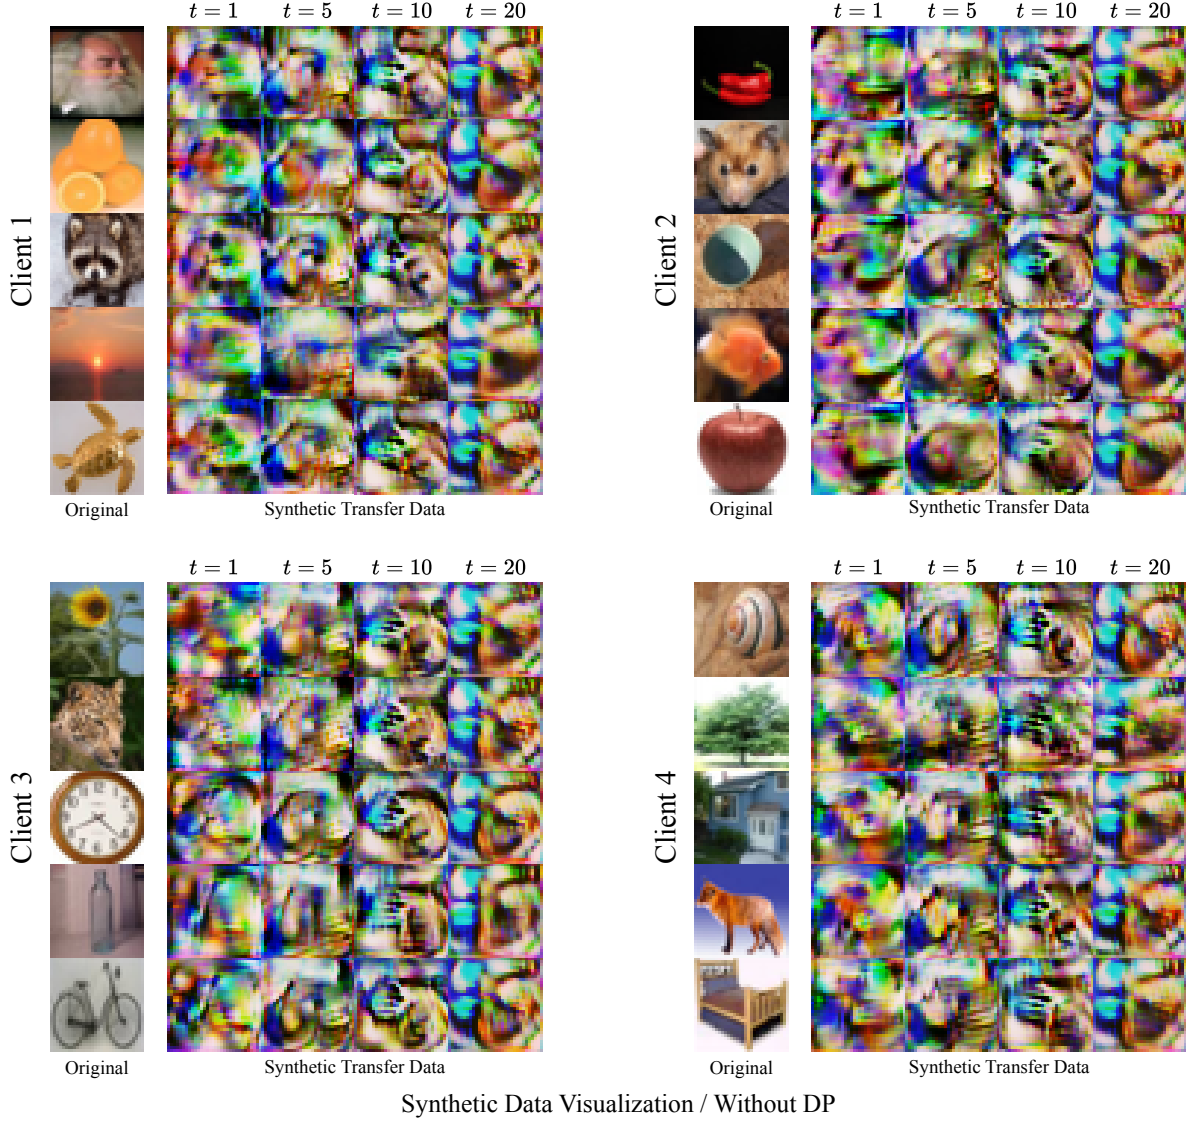 t = 1 t = 5 t = 10 t = 20
Client 1
Original
Synthetic Transfer Data
t = 1 t = 5 t = 10 t = 20
Client 2
Original
Synthetic Transfer Data
t = 1 t = 5 t = 10 t = 20
Client 3
Original
Synthetic Transfer Data
t = 1 t = 5 t = 10 t = 20
Client 4
Original
Synthetic Transfer Data
Synthetic Data Visualization / Without DP